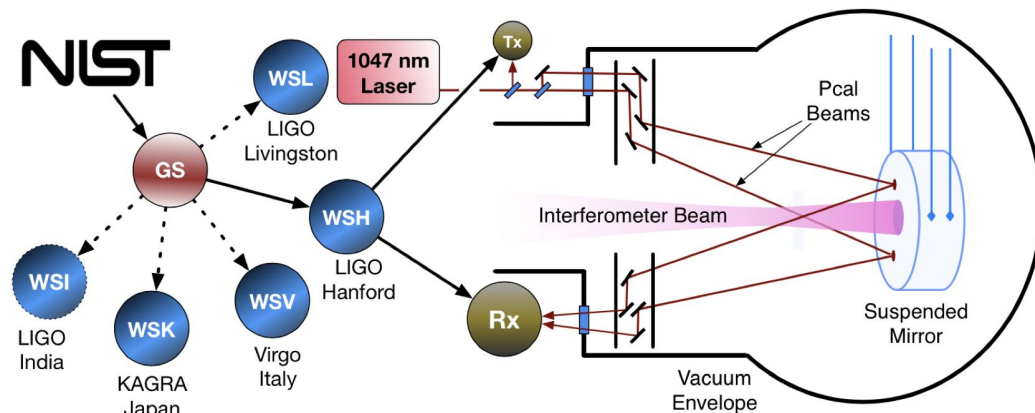 NIST
GS
WSL
LIGO
Livingston
1047 nm
Laser
Tx
Pcal
Beams
WSH
LIGO
Hanford
Interferometer Beam
WSI
LIGO
India
WSK
KAGRA
Japan
WSV
Virgo
Italy
Rx
Suspended
Mirror
Vacuum
Envelope